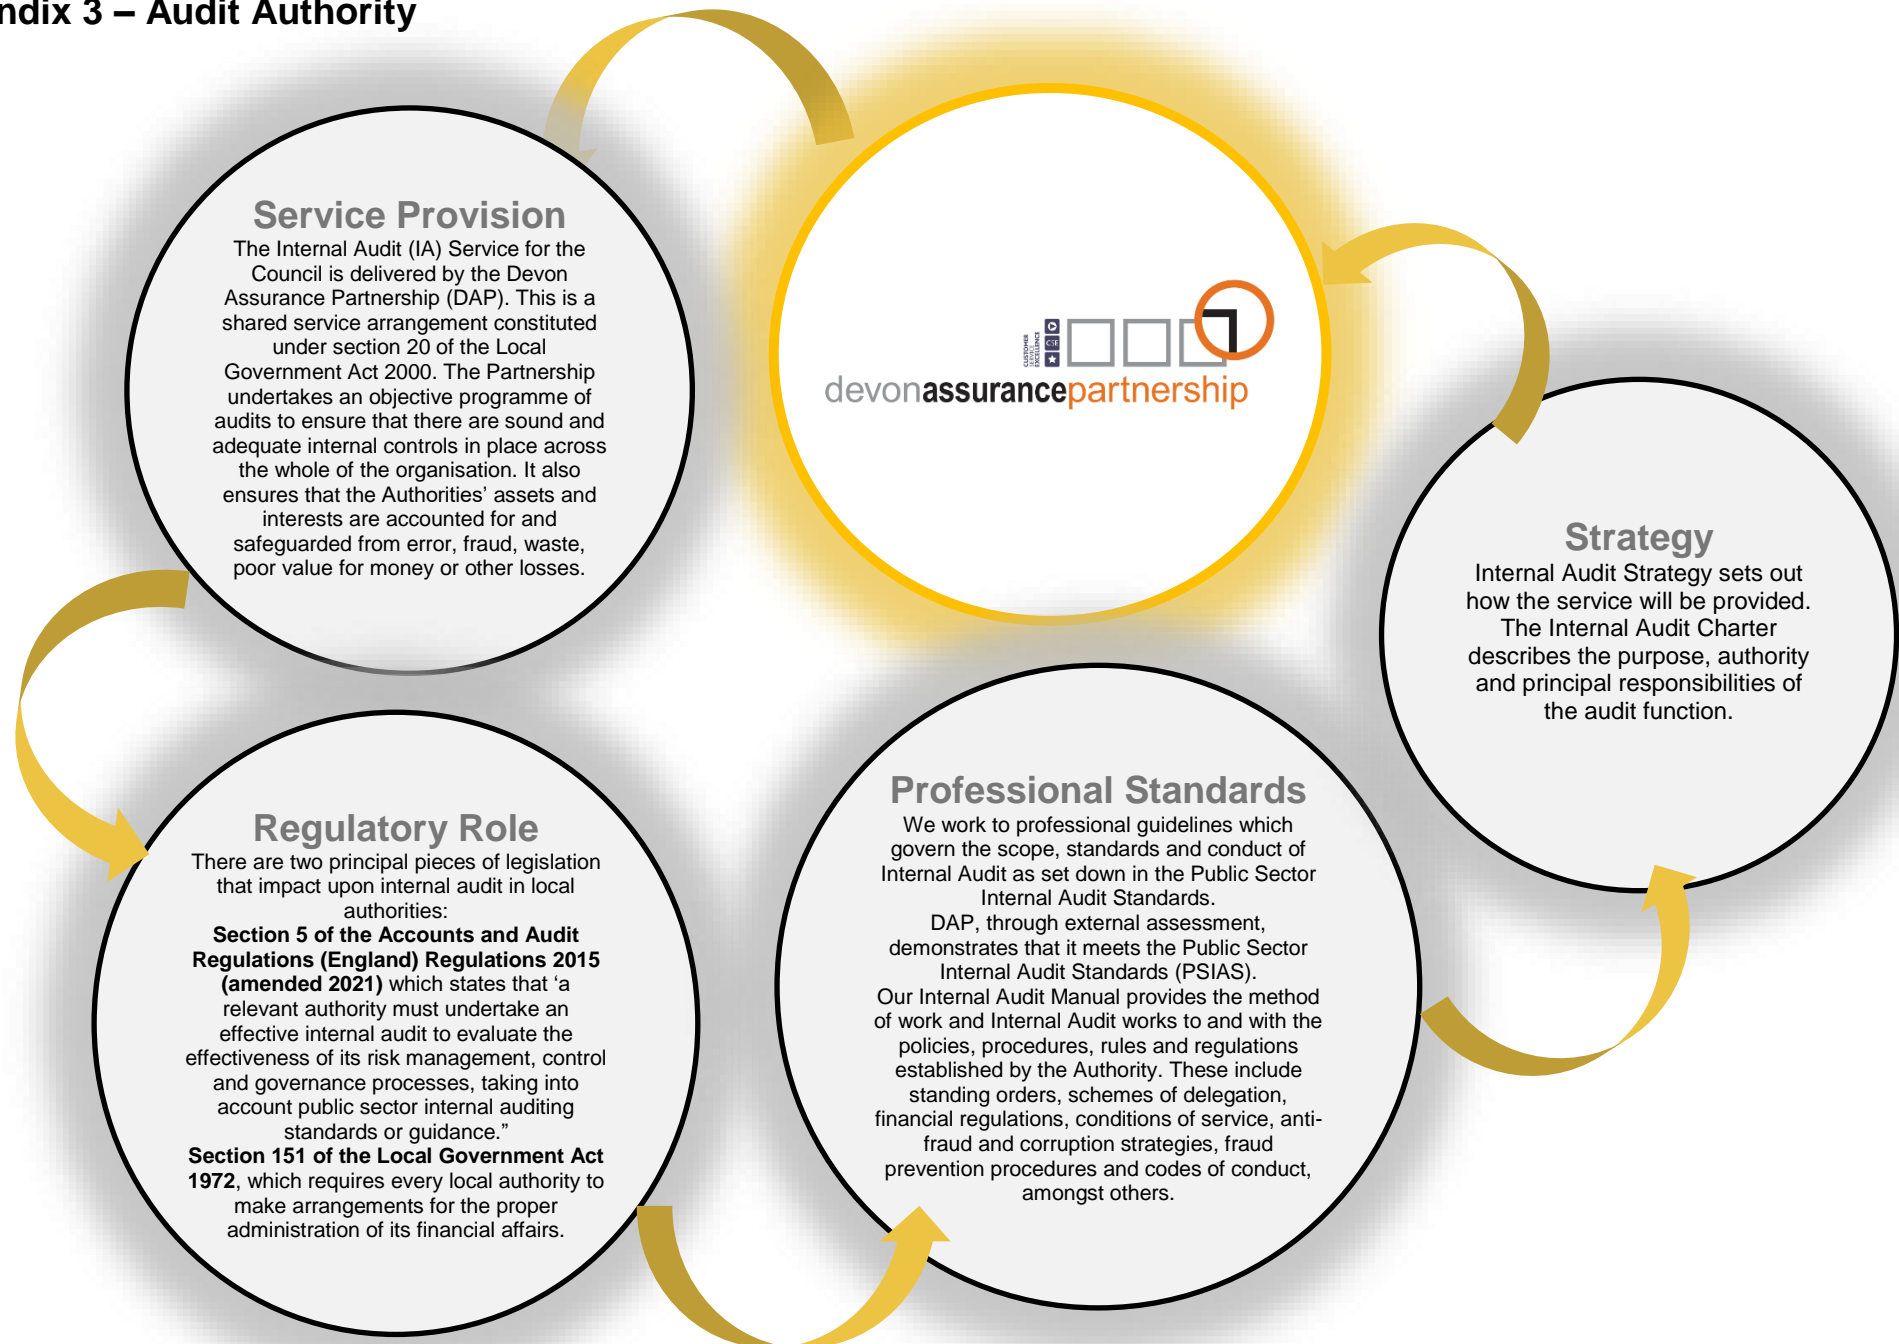 ndix 3 – Audit Authority
Service Provision
The Internal Audit (IA) Service for the
Council is delivered by the Devon
Assurance Partnership (DAP). This is a
shared service arrangement constituted
under section 20 of the Local
Government Act 2000. The Partnership
undertakes an objective programme of
audits to ensure that there are sound and
adequate internal controls in place across
the whole of the organisation. It also
ensures that the Authorities’ assets and
interests are accounted for and
safeguarded from error, fraud, waste,
poor value for money or other losses.
CUSTOMER
SERVICE
EXCELLENCE
CSE
devonassurancepartnership
Strategy
Internal Audit Strategy sets out
how the service will be provided.
The Internal Audit Charter
describes the purpose, authority
and principal responsibilities of
the audit function.
Regulatory Role
There are two principal pieces of legislation
that impact upon internal audit in local
authorities:
Section 5 of the Accounts and Audit
Regulations (England) Regulations 2015
(amended 2021) which states that ‘a
relevant authority must undertake an
effective internal audit to evaluate the
effectiveness of its risk management, control
and governance processes, taking into
account public sector internal auditing
standards or guidance.”
Section 151 of the Local Government Act
1972, which requires every local authority to
make arrangements for the proper
administration of its financial affairs.
Professional Standards
We work to professional guidelines which
govern the scope, standards and conduct of
Internal Audit as set down in the Public Sector
Internal Audit Standards.
DAP, through external assessment,
demonstrates that it meets the Public Sector
Internal Audit Standards (PSIAS).
Our Internal Audit Manual provides the method
of work and Internal Audit works to and with the
policies, procedures, rules and regulations
established by the Authority. These include
standing orders, schemes of delegation,
financial regulations, conditions of service, anti-
fraud and corruption strategies, fraud
prevention procedures and codes of conduct,
amongst others.